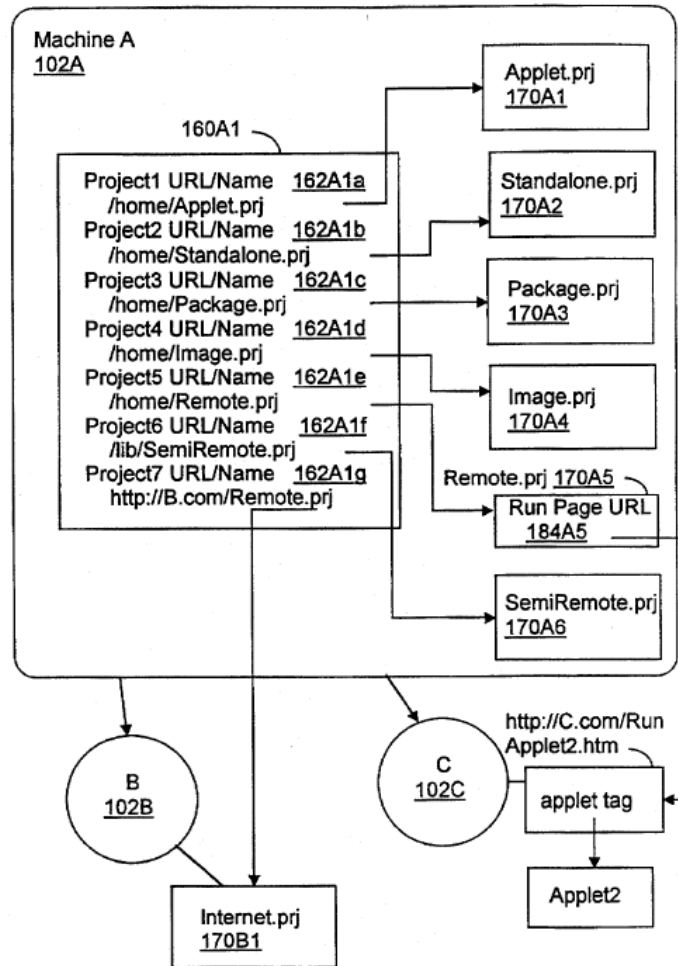 Machine A
102A
160A1
Project1 URL/Name 162A1a
/home/Applet.prj
Project2 URL/Name 162A1b
/home/Standalone.prj
Project3 URL/Name 162A1c
/home/Package.prj
Project4 URL/Name 162A1d
/home/Image.prj
Project5 URL/Name 162A1e
/home/Remote.prj
Project6 URL/Name 162A1f
/lib/SemiRemote.prj
Project7 URL/Name 162A1g
http://B.com/Remote.prj
Applet.prj
170A1
Standalone.prj
170A2
Package.prj
170A3
Image.prj
170A4
Remote.prj 170A5
Run Page URL
184A5
SemiRemote.prj
170A6
B
102B
C
102C
http://C.com/Run
Applet2.htm
applet tag
Applet2
Internet.prj
170B1